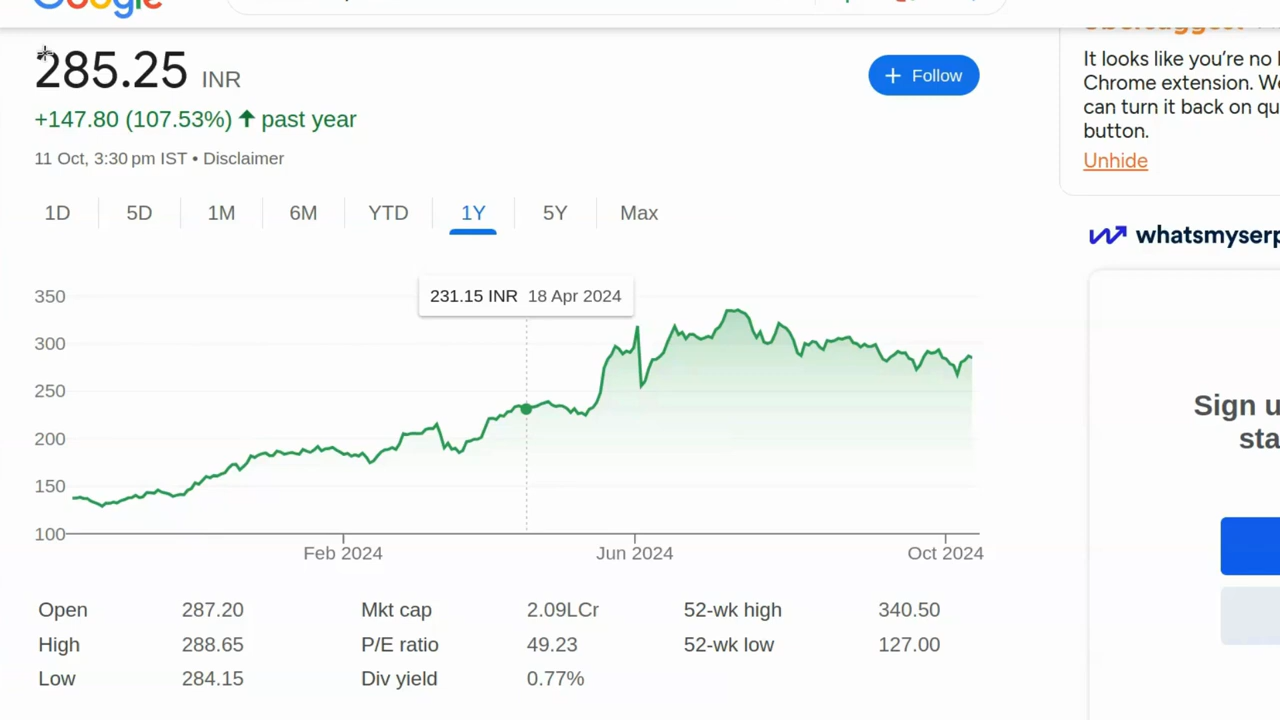 Google
285.25 INR
+ Follow
+147.80 (107.53%) ↑ past year
11 Oct, 3:30 pm IST • Disclaimer
1D 5D 1M 6M YTD 1Y 5Y Max
231.15 INR 18 Apr 2024
350
300
250
200
150
100
Feb 2024 Jun 2024 Oct 2024
Open 287.20 Mkt cap 2.09LCr 52-wk high 340.50
High 288.65 P/E ratio 49.23 52-wk low 127.00
Low 284.15 Div yield 0.77%
It looks like you're no
Chrome extension. We
can turn it back on qu
button.
Unhide
whatsmyserp
Sign u
sta